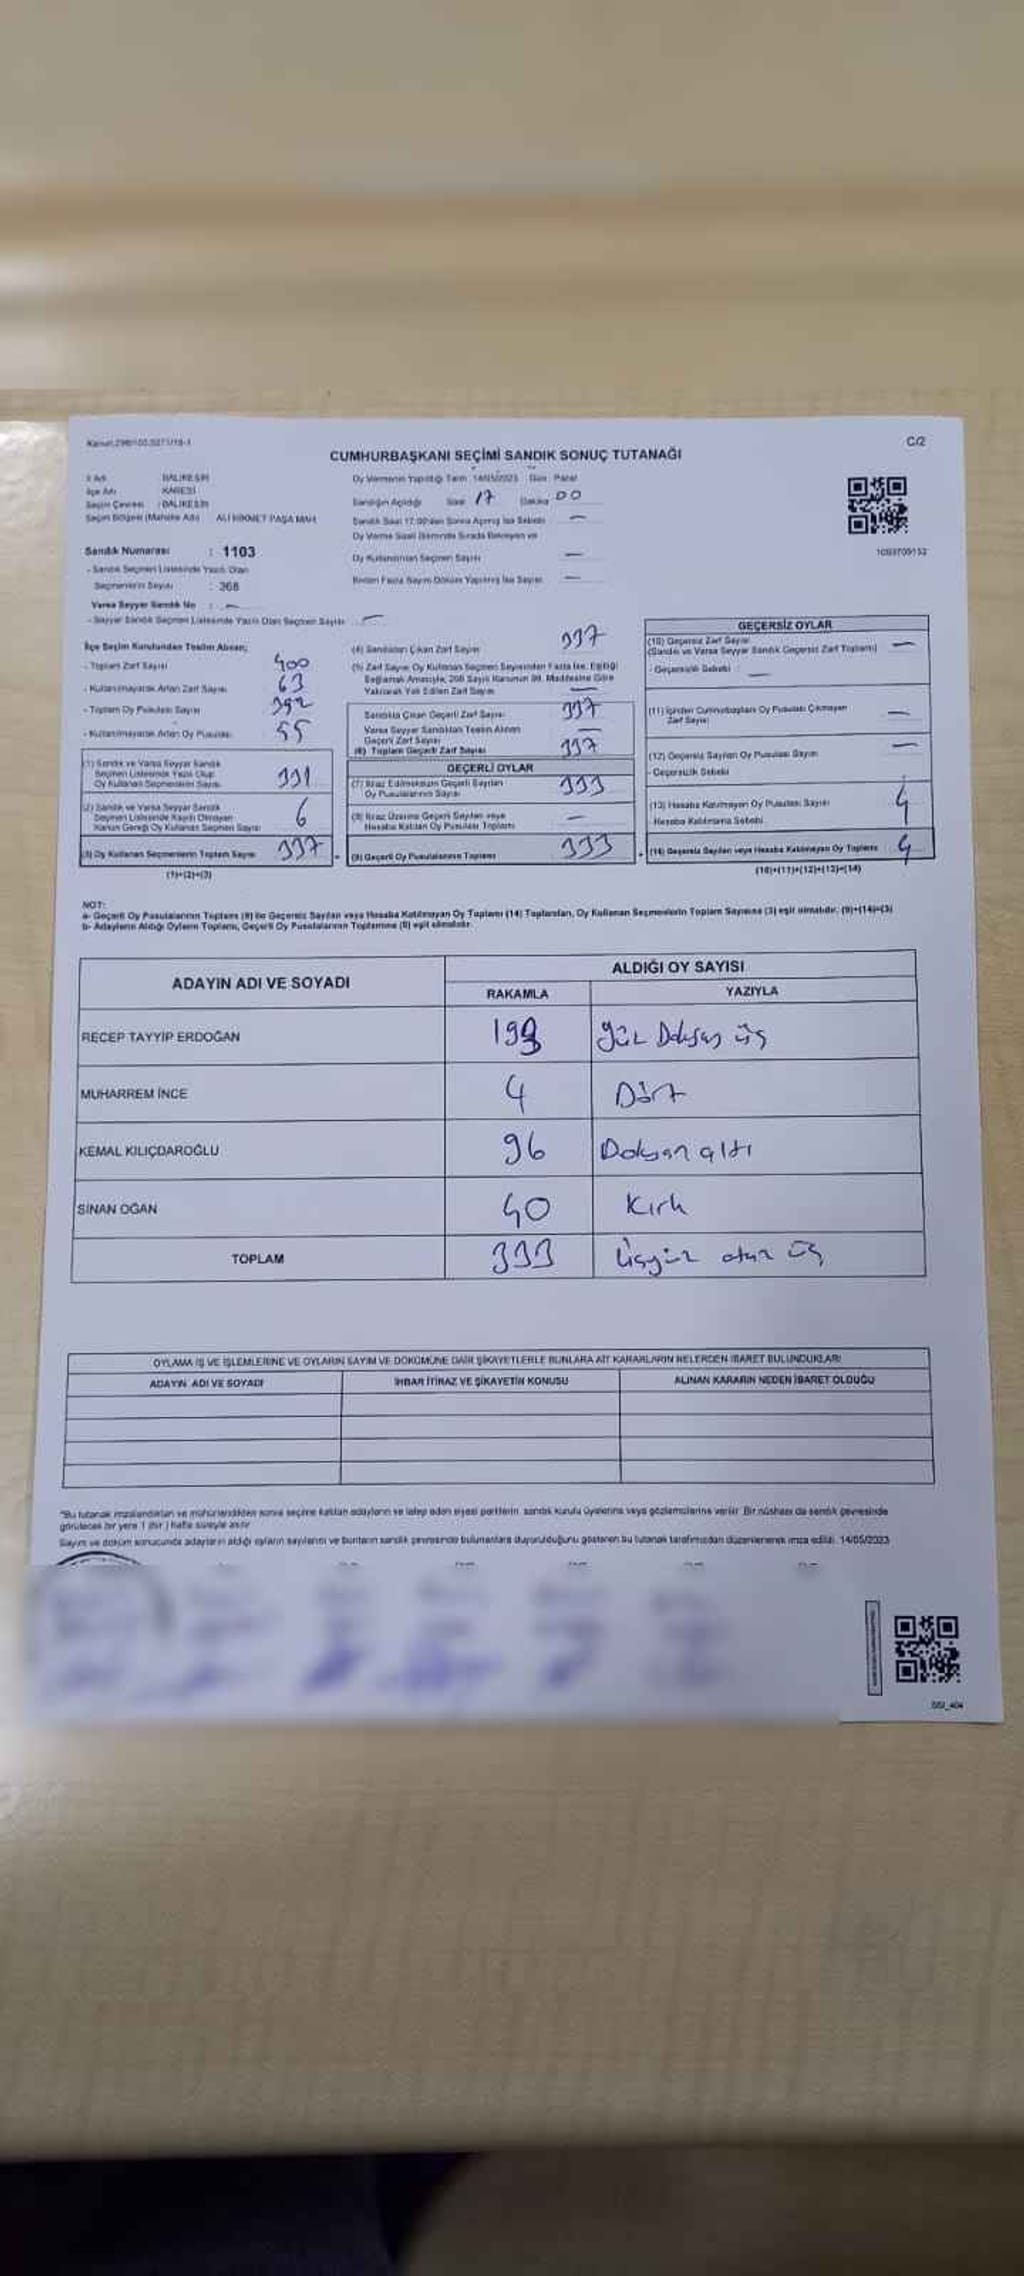 C/2
CUMHURBAŞKANI SEÇİMİ SANDIK SONUÇ TUTANAĞI
İl Adı : BALIKESİR
İlçe Adı : KARESİ
Seçim Çevresi : BALIKESİR
Seçim Bölgesi (Mahalle Adı) ALİ HİKMET PAŞA MAH.
Sandık Numarası : 1103
- Sandık Seçmen Listesinde Yazılı Olan
Seçmenlerin Sayısı : 368
Varsa Seyyar Sandık No : —
- Seyyar Sandık Seçmen Listesinde Yazılı Olan Seçmen Sayısı —
Oy Vermenin Yapıldığı Tarih : 14/05/2023 Gün : Pazar
Sandığın Açıldığı Saat 17 Dakika 00
Sandık Saat 17:00'den Sonra Açılmış İse Sebebi —
Oy Verme Saati Bitiminde Sırada Bekleyen ve
Oy Kullandırılan Seçmen Sayısı —
Birden Fazla Sayım Döküm Yapılmış İse Sayısı —
1093709152
İlçe Seçim Kurulundan Teslim Alınan;
- Toplam Zarf Sayısı 400
- Kullanılmayarak Artan Zarf Sayısı 63
- Toplam Oy Pusulası Sayısı 392
- Kullanılmayarak Artan Oy Pusulası 55
(1) Sandık ve Varsa Seyyar Sandık
Seçmen Listesinde Yazılı Olup
Oy Kullanan Seçmenlerin Sayısı 331
(2) Sandık ve Varsa Seyyar Sandık
Seçmen Listesinde Kayıtlı Olmayan
Kanun Gereği Oy Kullanan Seçmen Sayısı 6
(3) Oy Kullanan Seçmenlerin Toplam Sayısı 337
(1)+(2)=(3)
(4) Sandıktan Çıkan Zarf Sayısı 337
(5) Zarf Sayısı Oy Kullanan Seçmen Sayısından Fazla İse, Eşitliği
Sağlamak Amacıyla, 298 Sayılı Kanunun 98. Maddesine Göre
Yakılarak Yok Edilen Zarf Sayısı —
Sandıkta Çıkan Geçerli Zarf Sayısı 337
Varsa Seyyar Sandıktan Teslim Alınan
Geçerli Zarf Sayısı —
(6) Toplam Geçerli Zarf Sayısı 337
GEÇERLİ OYLAR
(7) İtiraz Edilmeksizin Geçerli Sayılan
Oy Pusulalarının Sayısı 333
(8) İtiraz Üzerine Geçerli Sayılan veya
Hesaba Katılan Oy Pusulası Toplamı —
(9) Geçerli Oy Pusulalarının Toplamı 333
GEÇERSİZ OYLAR
(10) Geçersiz Zarf Sayısı
(Sandık ve Varsa Seyyar Sandık Geçersiz Zarf Toplamı) —
- Geçersizlik Sebebi : —
(11) İçinden Cumhurbaşkanı Oy Pusulası Çıkmayan
Zarf Sayısı —
(12) Geçersiz Sayılan Oy Pusulası Sayısı —
- Geçersizlik Sebebi
(13) Hesaba Katılmayan Oy Pusulası Sayısı 4
- Hesaba Katılmama Sebebi
(14) Geçersiz Sayılan veya Hesaba Katılmayan Oy Toplamı 4
(10)+(11)+(12)+(13)=(14)
NOT:
a- Geçerli Oy Pusulalarının Toplamı (9) ile Geçersiz Sayılan veya Hesaba Katılmayan Oy Toplamı (14) Toplamları, Oy Kullanan Seçmenlerin Toplam Sayısına (3) eşit olmalıdır. (9)+(14)=(3)
b- Adayların Aldığı Oyların Toplamı, Geçerli Oy Pusulalarının Toplamına (9) eşit olmalıdır.
ADAYIN ADI VE SOYADI ALDIĞI OY SAYISI
RAKAMLA YAZIYLA
RECEP TAYYİP ERDOĞAN 193 Yüz Doksan üç
MUHARREM İNCE 4 Dört
KEMAL KILIÇDAROĞLU 96 Doksan altı
SİNAN OĞAN 40 Kırk
TOPLAM 333 üçyüz otuz üç
OYLAMA İŞ VE İŞLEMLERİNE VE OYLARIN SAYIM VE DÖKÜMÜNE DAİR ŞİKAYETLERLE BUNLARA AİT KARARLARIN NELERDEN İBARET BULUNDUKLARI
ADAYIN ADI VE SOYADI İHBAR İTİRAZ VE ŞİKAYETİN KONUSU ALINAN KARARIN NEDEN İBARET OLDUĞU
"Bu tutanak imzalandıktan ve mühürlendikten sonra seçime katılan adayların ve talep eden siyasi partilerin, sandık kurulu üyelerine veya gözlemcilerine verilir. Bir nüshası da sandık çevresinde
görülecek bir yere 1 (bir) hafta süreyle asılır.
Sayım ve döküm sonucunda adayların aldığı oyların sayılarını ve bunların sandık çevresinde bulunanlara duyurulduğunu gösteren bu tutanak tarafımızdan düzenlenerek imza edildi. 14/05/2023